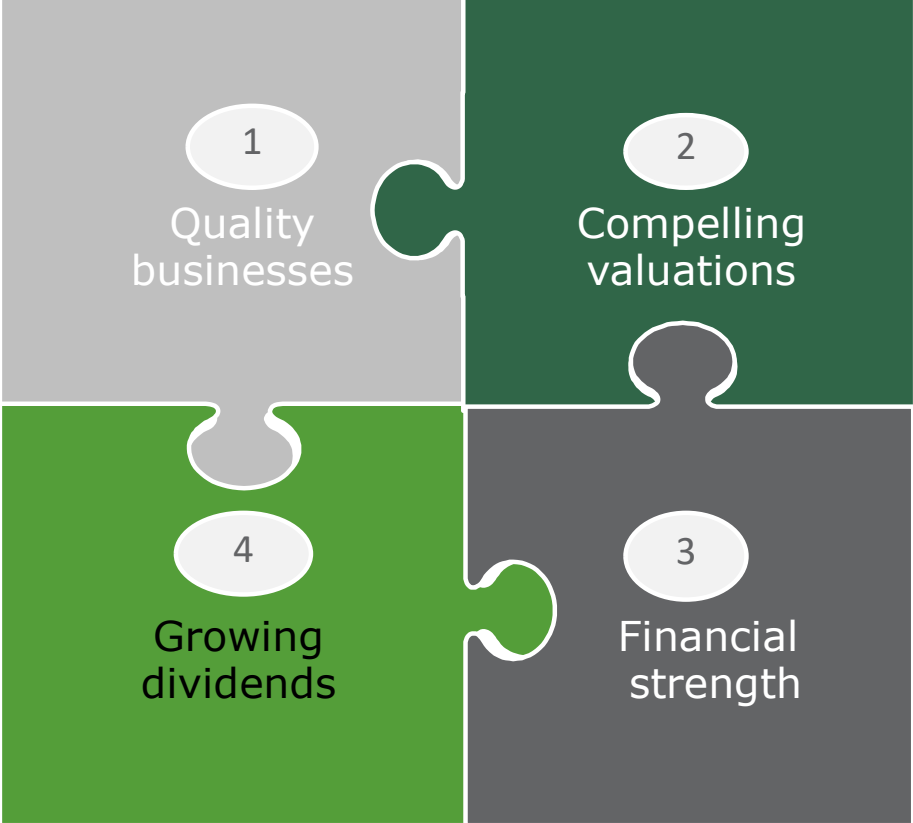 1
Quality
businesses
2
Compelling
valuations
4
Growing
dividends
3
Financial
strength